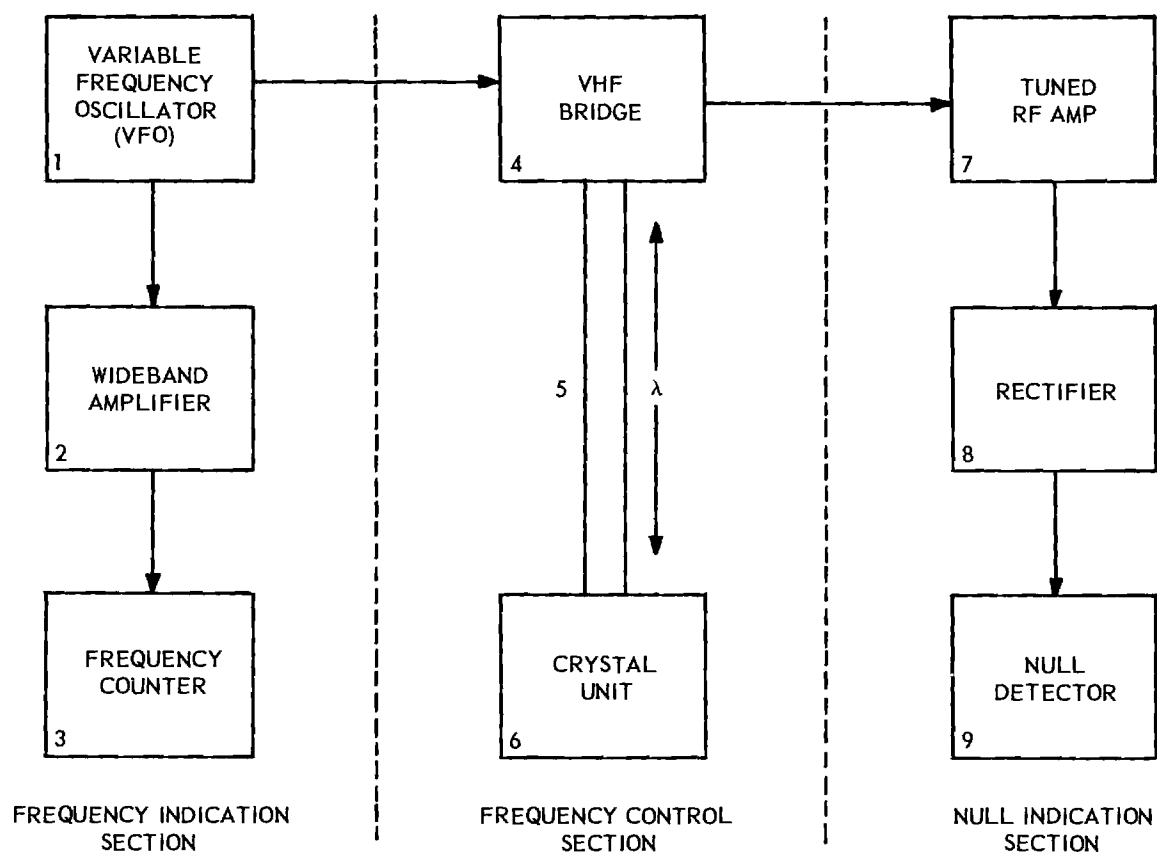 VARIABLE
FREQUENCY
OSCILLATOR
(VFO)
1
WIDEBAND
AMPLIFIER
2
FREQUENCY
COUNTER
3
FREQUENCY INDICATION
SECTION
VHF
BRIDGE
4
5
λ
CRYSTAL
UNIT
6
FREQUENCY CONTROL
SECTION
TUNED
RF AMP
7
RECTIFIER
8
NULL
DETECTOR
9
NULL INDICATION
SECTION